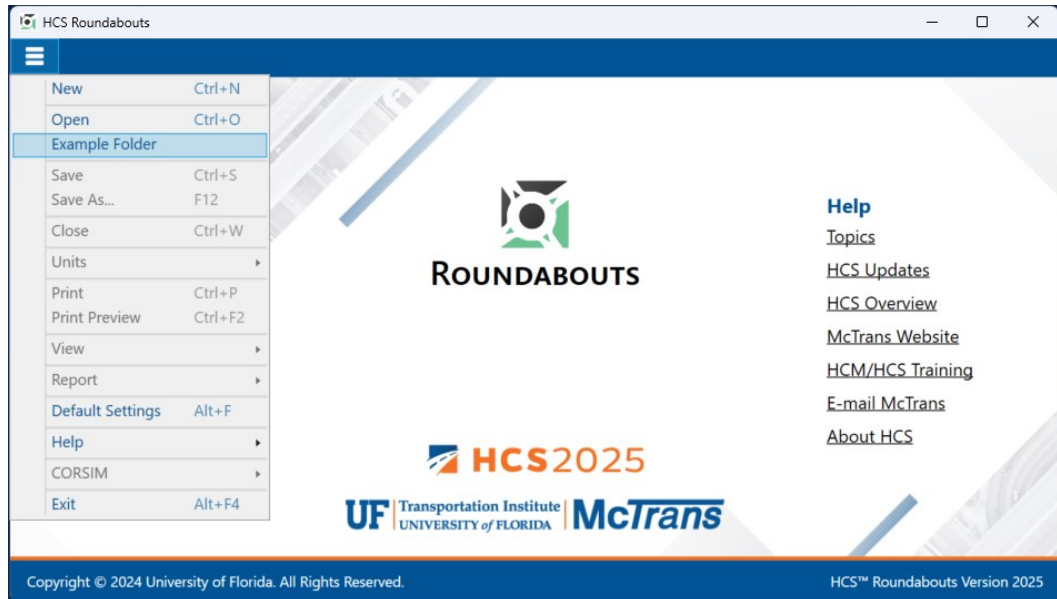 HCS Roundabouts
New Ctrl+N
Open Ctrl+O
Example Folder
Save Ctrl+S
Save As... F12
Close Ctrl+W
Units
Print Ctrl+P
Print Preview Ctrl+F2
View
Report
Default Settings Alt+F
Help
CORSIM
Exit Alt+F4
ROUNDABOUTS
HCS2025
UF Transportation Institute McTrans
UNIVERSITY of FLORIDA
Help
Topics
HCS Updates
HCS Overview
McTrans Website
HCM/HCS Training
E-mail McTrans
About HCS
Copyright © 2024 University of Florida. All Rights Reserved.
HCS™ Roundabouts Version 2025